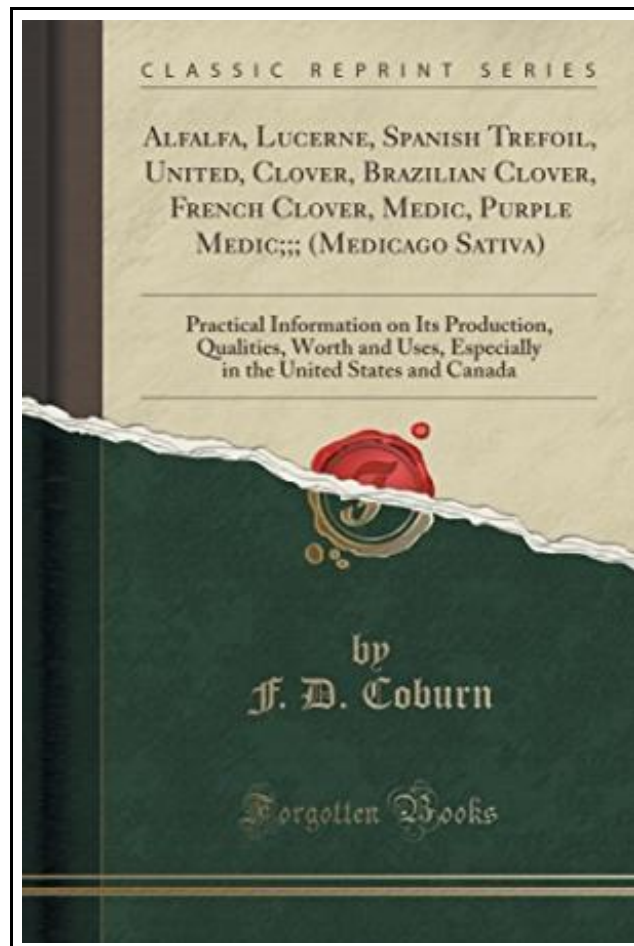 CLASSIC REPRINT SERIES
ALFALFA, LUCERNE, SPANISH TREFOIL,
UNITED, CLOVER, BRAZILIAN CLOVER,
FRENCH CLOVER, MEDIC, PURPLE
MEDIC;;; (MEDICAGO SATIVA)
Practical Information on Its Production,
Qualities, Worth and Uses, Especially
in the United States and Canada
by
F. D. Coburn
Forgotten Books